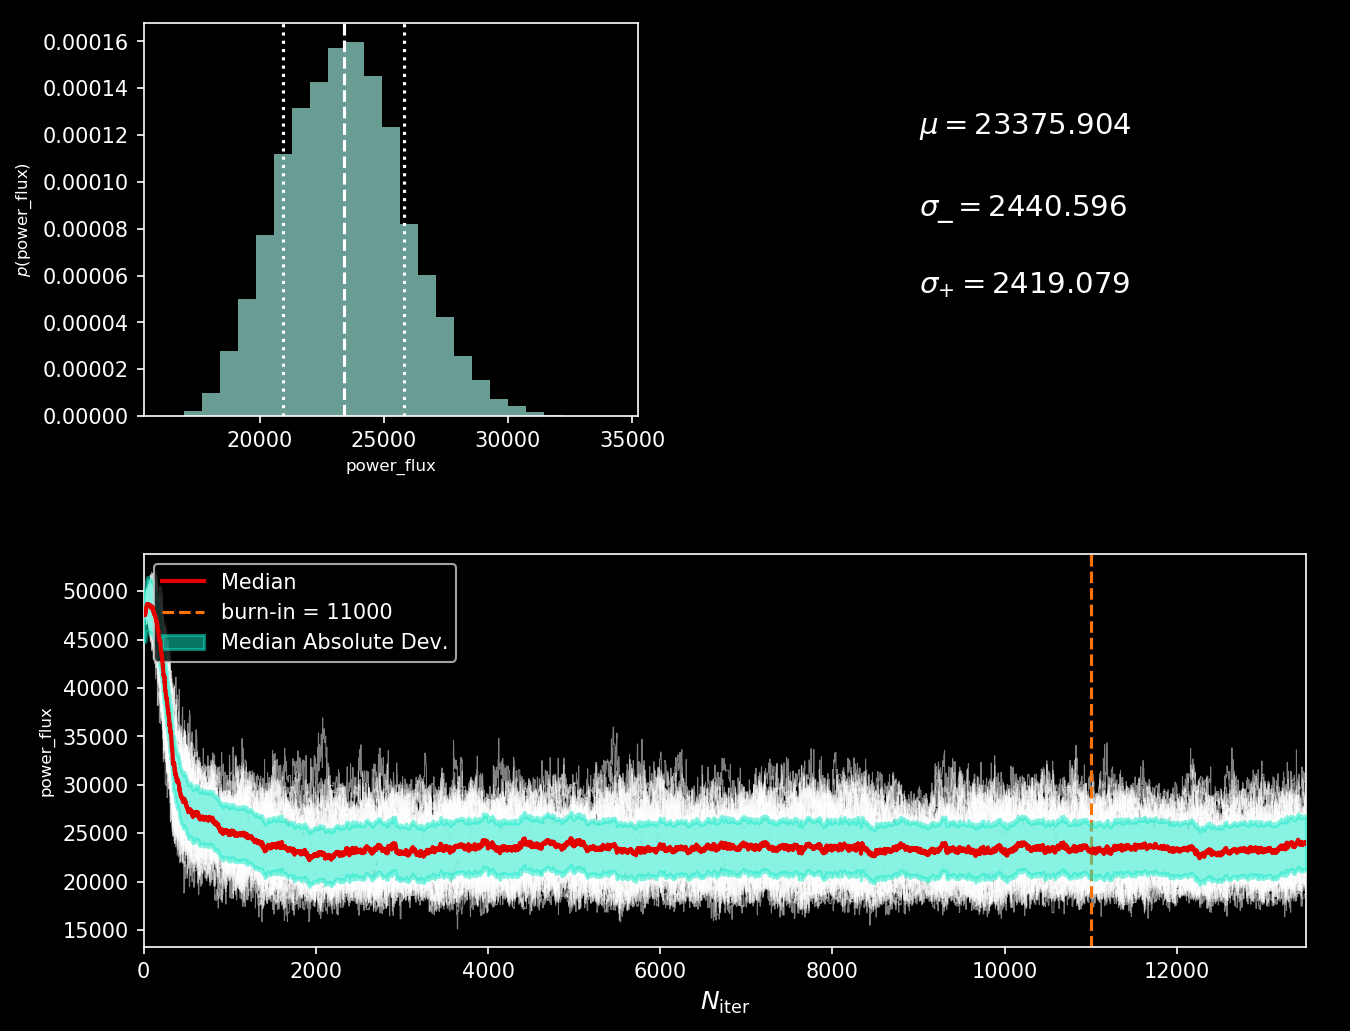 0.00016
0.00014
0.00012
0.00010
0.00008
0.00006
0.00004
0.00002
0.00000
p(power_flux)
20000 25000 30000 35000
power_flux
μ = 23375.904
σ_ = 2440.596
σ+ = 2419.079
50000
45000
40000
35000
30000
25000
20000
15000
power_flux
Median
burn-in = 11000
Median Absolute Dev.
0 2000 4000 6000 8000 10000 12000
Niter